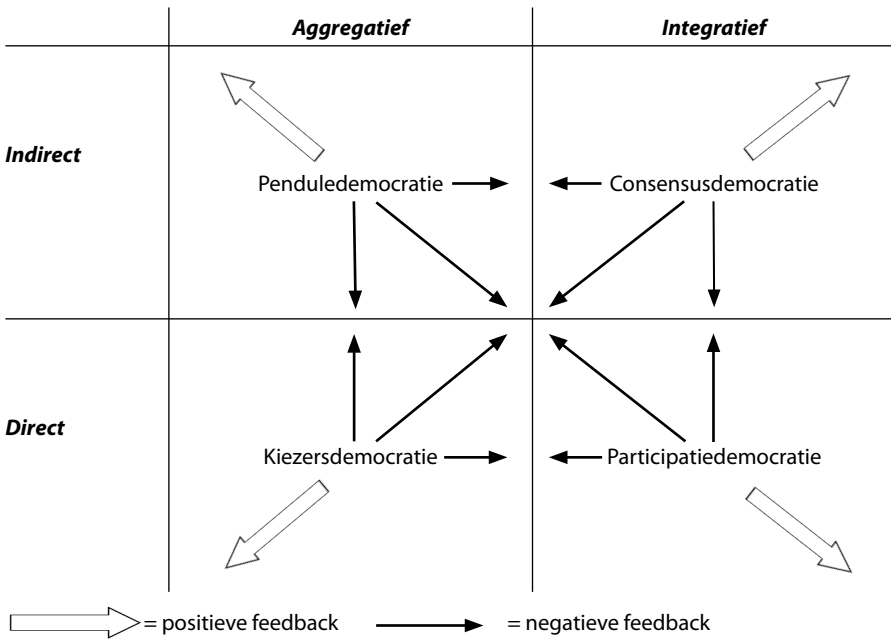 Aggregatief Integratief
Indirect
Penduledemocratie Consensusdemocratie
Direct
Kiezersdemocratie Participatiedemocratie
= positieve feedback = negatieve feedback